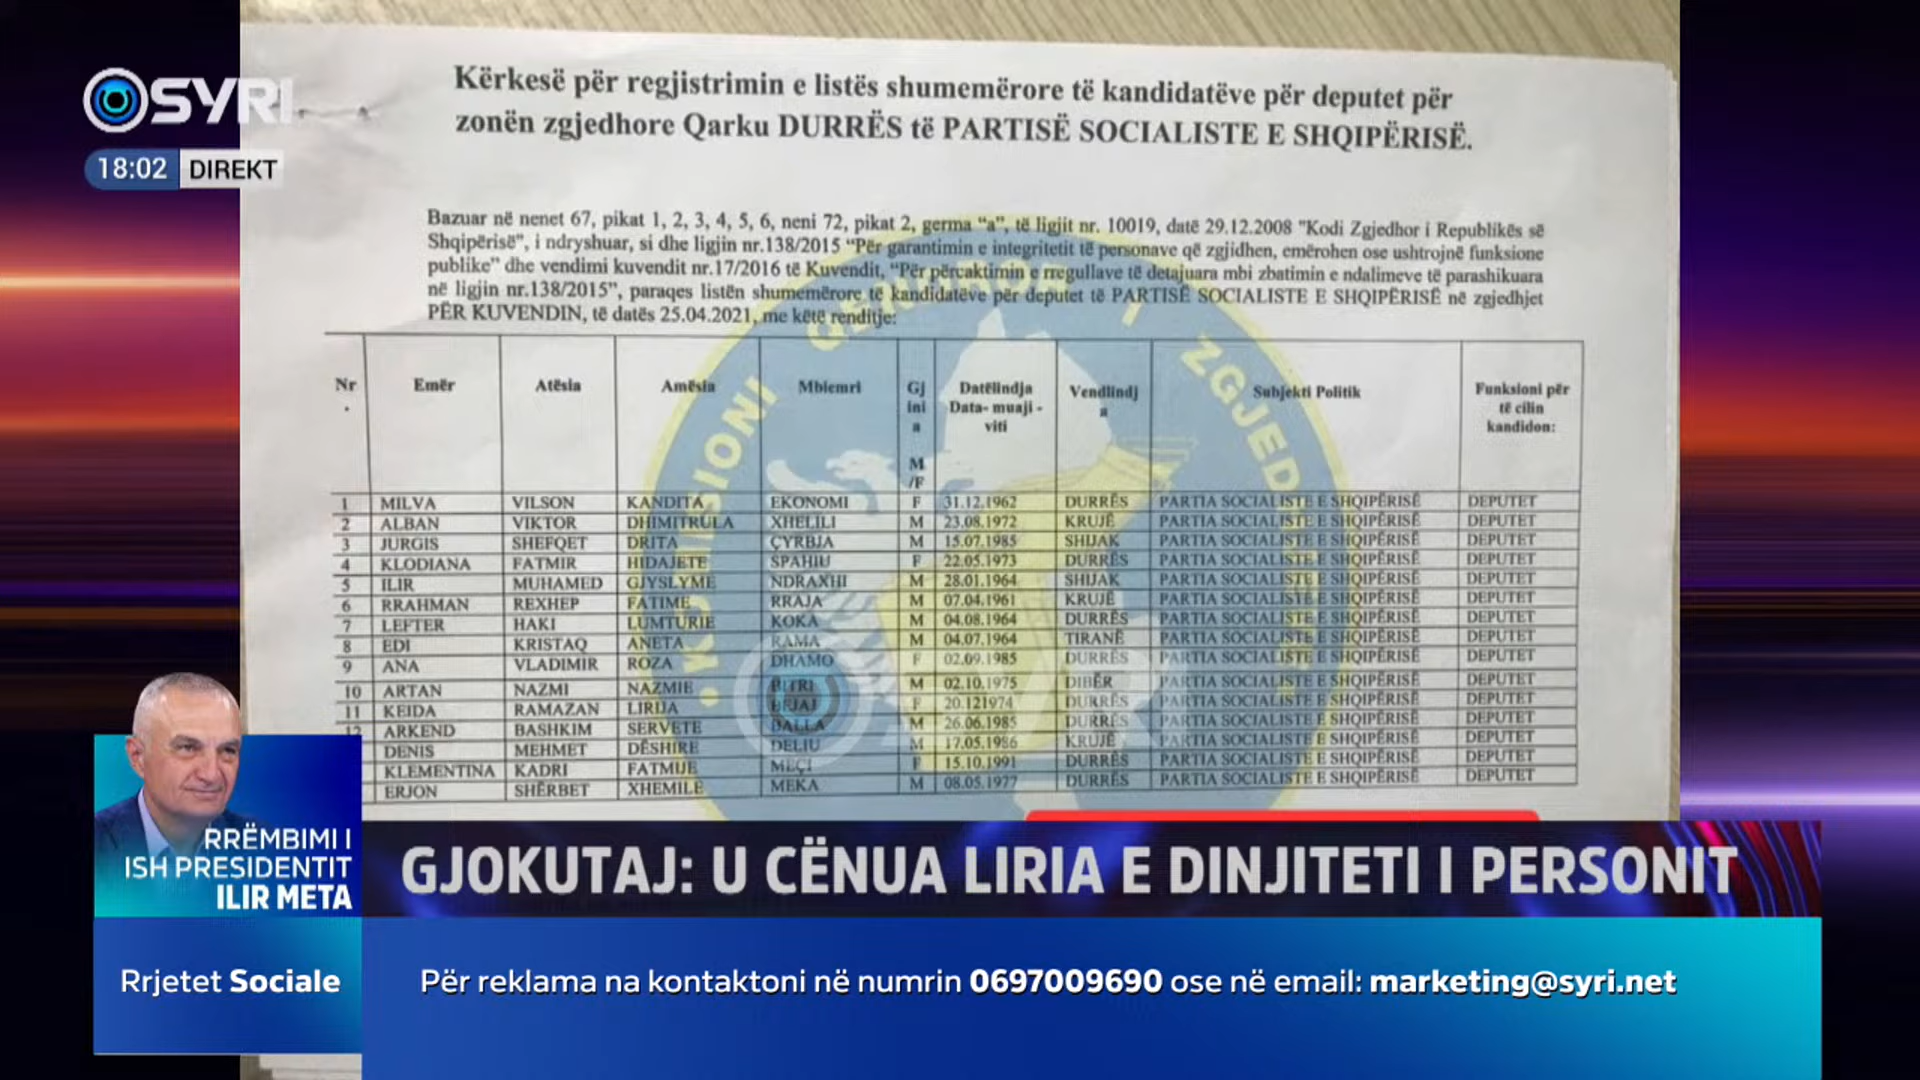 SYRI
18:02 DIREKT
Kërkesë për regjistrimin e listës shumemërore të kandidatëve për deputet për
zonën zgjedhore Qarku DURRËS të PARTISË SOCIALISTE E SHQIPËRISË.
Bazuar në nenet 67, pikat 1, 2, 3, 4, 5, 6, neni 72, pikat 2, germa “a”, të ligjit nr. 10019, datë 29.12.2008 "Kodi Zgjedhor i Republikës së
Shqipërisë", i ndryshuar, si dhe ligjin nr.138/2015 “Për garantimin e integritetit të personave që zgjidhen, emërohen ose ushtrojnë funksione
publike” dhe vendimi kuvendit nr.17/2016 të Kuvendit, “Për përcaktimin e rregullave të detajuara mbi zbatimin e ndalimeve të parashikuara
në ligjin nr.138/2015”, paraqes listën shumemërore të kandidatëve për deputet të PARTISË SOCIALISTE E SHQIPËRISË në zgjedhjet
PËR KUVENDIN, të datës 25.04.2021, me këtë renditje:
Nr. Emër Atësia Amësia Mbiemri Gjinia M/F Datëlindja Data- muaji - viti Vendlindja Subjekti Politik Funksioni për të cilin kandidon:
1 MILVA VILSON KANDITA EKONOMI F 31.12.1962 DURRËS PARTIA SOCIALISTE E SHQIPËRISË DEPUTET
2 ALBAN VIKTOR DHIMITRULA XHELILI M 23.08.1972 KRUJË PARTIA SOCIALISTE E SHQIPËRISË DEPUTET
3 JURGIS SHEFQET DRITA ÇYRBJA M 15.07.1985 SHIJAK PARTIA SOCIALISTE E SHQIPËRISË DEPUTET
4 KLODIANA FATMIR HIDAJETE SPAHIU F 22.05.1973 DURRËS PARTIA SOCIALISTE E SHQIPËRISË DEPUTET
5 ILIR MUHAMED GJYSLYME NDRAXHI M 28.01.1964 SHIJAK PARTIA SOCIALISTE E SHQIPËRISË DEPUTET
6 RRAHMAN REXHEP FATIME RRAJA M 07.04.1961 KRUJË PARTIA SOCIALISTE E SHQIPËRISË DEPUTET
7 LEFTER HAKI LUMTURIE KOKA M 04.08.1964 DURRËS PARTIA SOCIALISTE E SHQIPËRISË DEPUTET
8 EDI KRISTAQ ANETA RAMA M 04.07.1964 TIRANË PARTIA SOCIALISTE E SHQIPËRISË DEPUTET
9 ANA VLADIMIR ROZA DHAMO F 02.09.1985 DURRËS PARTIA SOCIALISTE E SHQIPËRISË DEPUTET
10 ARTAN NAZMI NAZMIE BITRI M 02.10.1975 DIBËR PARTIA SOCIALISTE E SHQIPËRISË DEPUTET
11 KEIDA RAMAZAN LIRIJA F 20.121974 DURRËS PARTIA SOCIALISTE E SHQIPËRISË DEPUTET
12 ARKEND BASHKIM SERVETE DALLA M 26.06.1985 DURRËS PARTIA SOCIALISTE E SHQIPËRISË DEPUTET
DENIS MEHMET DËSHIRE DELIU M 17.05.1986 KRUJË PARTIA SOCIALISTE E SHQIPËRISË DEPUTET
KLEMENTINA KADRI FATMIJE MEÇI F 15.10.1991 DURRËS PARTIA SOCIALISTE E SHQIPËRISË DEPUTET
ERJON SHËRBET XHEMILE MEKA M 08.05.1977 DURRËS PARTIA SOCIALISTE E SHQIPËRISË DEPUTET
RRËMBIMI I
ISH PRESIDENTIT
ILIR META
GJOKUTAJ: U CËNUA LIRIA E DINJITETI I PERSONIT
Rrjetet Sociale
Për reklama na kontaktoni në numrin 0697009690 ose në email: marketing@syri.net